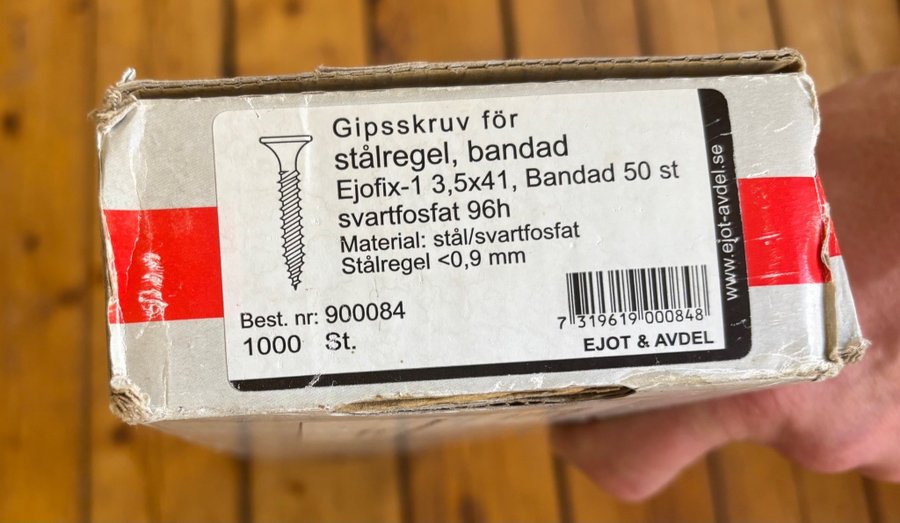 Gipsskruv för
stålregel, bandad
Ejofix-1 3,5x41, Bandad 50 st
svartfosfat 96h
Material: stål/svartfosfat
Stålregel <0,9 mm
Best. nr: 900084
1000 St.
7 319619 000848
EJOT & AVDEL
www.ejot-avdel.se